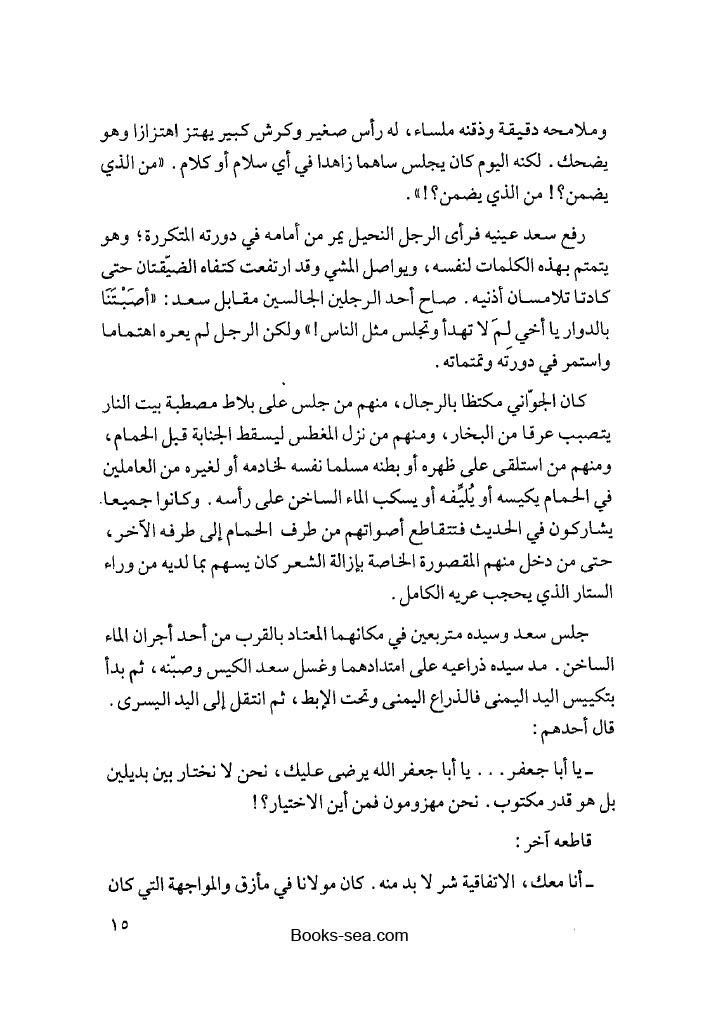 وملامحه دقيقة وذقنه ملساء، له رأس صغير وكرش كبير يهتز اهتزازا وهو
يضحك. لكنه اليوم كان يجلس ساهما زاهدا في أي سلام أو كلام. «من الذي
يضمن؟! من الذي يضمن؟!».
رفع سعد عينيه فرأى الرجل النحيل يمر من أمامه في دورته المتكررة؛ وهو
يتمتم بهذه الكلمات لنفسه، ويواصل المشي وقد ارتفعت كتفاه الضيّقتان حتى
كادتا تلامسان أذنيه. صاح أحد الرجلين الجالسين مقابل سعد: «أصَبْتَنَا
بالدوار يا أخي لـمَ لا تهدأ وتجلس مثل الناس!» ولكن الرجل لم يعره اهتماما
واستمر في دورته وتمتماته.
كان الجوّاني مكتظا بالرجال، منهم من جلس على بلاط مصطبة بيت النار
يتصبب عرقا من البخار، ومنهم من نزل المغطس ليسقط الجنابة قبل الحمام،
ومنهم من استلقى على ظهره أو بطنه مسلما نفسه لخادمه أو لغيره من العاملين
في الحمام يكيسه أو يُليِّفه أو يسكب الماء الساخن على رأسه. وكانوا جميعا
يشاركون في الحديث فتتقاطع أصواتهم من طرف الحمام إلى طرفه الآخر،
حتى من دخل منهم المقصورة الخاصة بإزالة الشعر كان يسهم بما لديه من وراء
الستار الذي يحجب عريه الكامل.
جلس سعد وسيده متربعين في مكانهما المعتاد بالقرب من أحد أجران الماء
الساخن. مد سيده ذراعيه على امتدادهما وغسل سعد الكيس وصبّنه، ثم بدأ
بتكييس اليد اليمنى فالذراع اليمنى وتحت الإبط، ثم انتقل إلى اليد اليسرى.
قال أحدهم:
ـ يا أبا جعفر... يا أبا جعفر الله يرضى عليك، نحن لا نختار بين بديلين
بل هو قدر مكتوب. نحن مهزومون فمن أين الاختيار؟!
قاطعه آخر:
ـ أنا معك، الاتفاقية شر لا بد منه. كان مولانا في مأزق والمواجهة التي كان
١٥
Books-sea.com